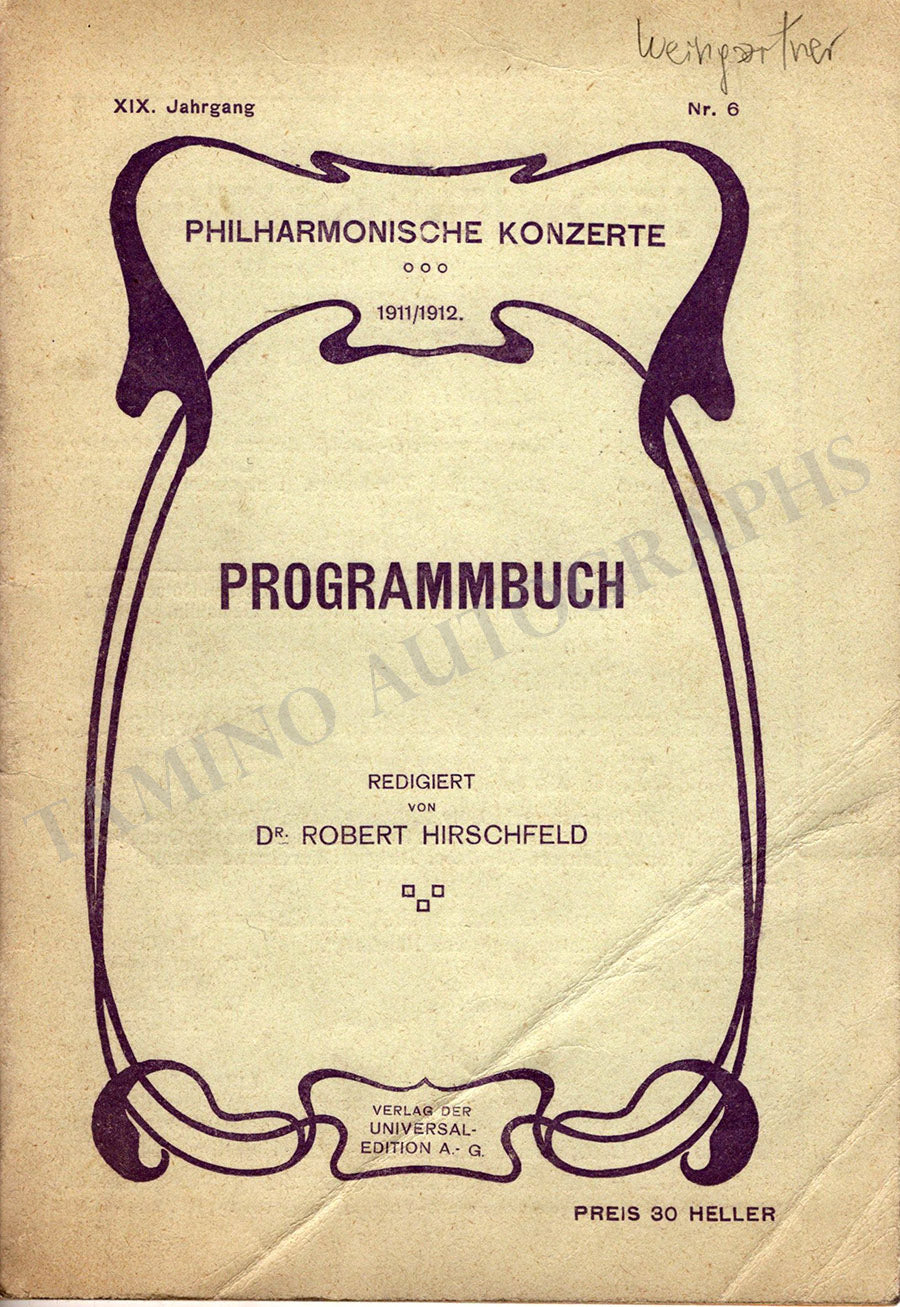 Weingartner
XIX. Jahrgang
Nr. 6
PHILHARMONISCHE KONZERTE
1911/1912.
PROGRAMMBUCH
TAMINO AUTOGRAPHS
REDIGIERT
VON
DR. ROBERT HIRSCHFELD
VERLAG DER
UNIVERSAL-
EDITION A.- G.
PREIS 30 HELLER